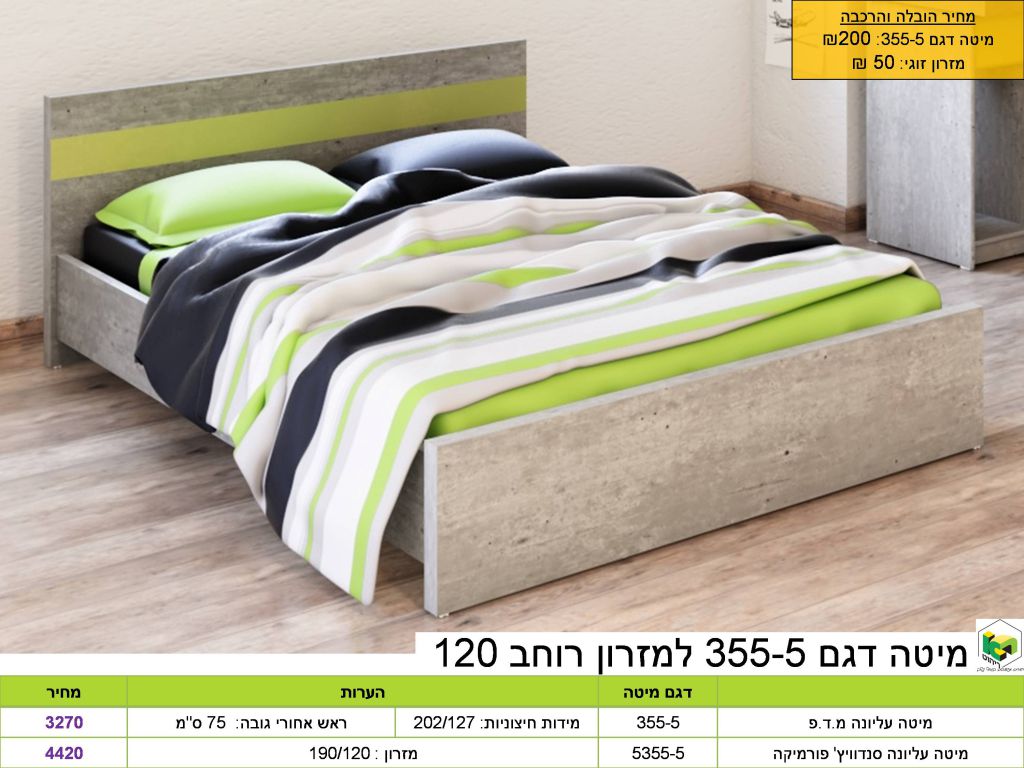 מחיר הובלה והרכבה
מיטה דגם 355-5: 200₪
מזרון זוגי: 50 ₪
מיטה דגם 355-5 למזרון רוחב 120
דגם מיטה הערות מחיר
מיטה עליונה מ.ד.פ 355-5 מידות חיצוניות: 202/127 ראש אחורי גובה: 75 ס"מ 3270
מיטה עליונה סנדוויץ' פורמיקה 5355-5 מזרון : 190/120 4420